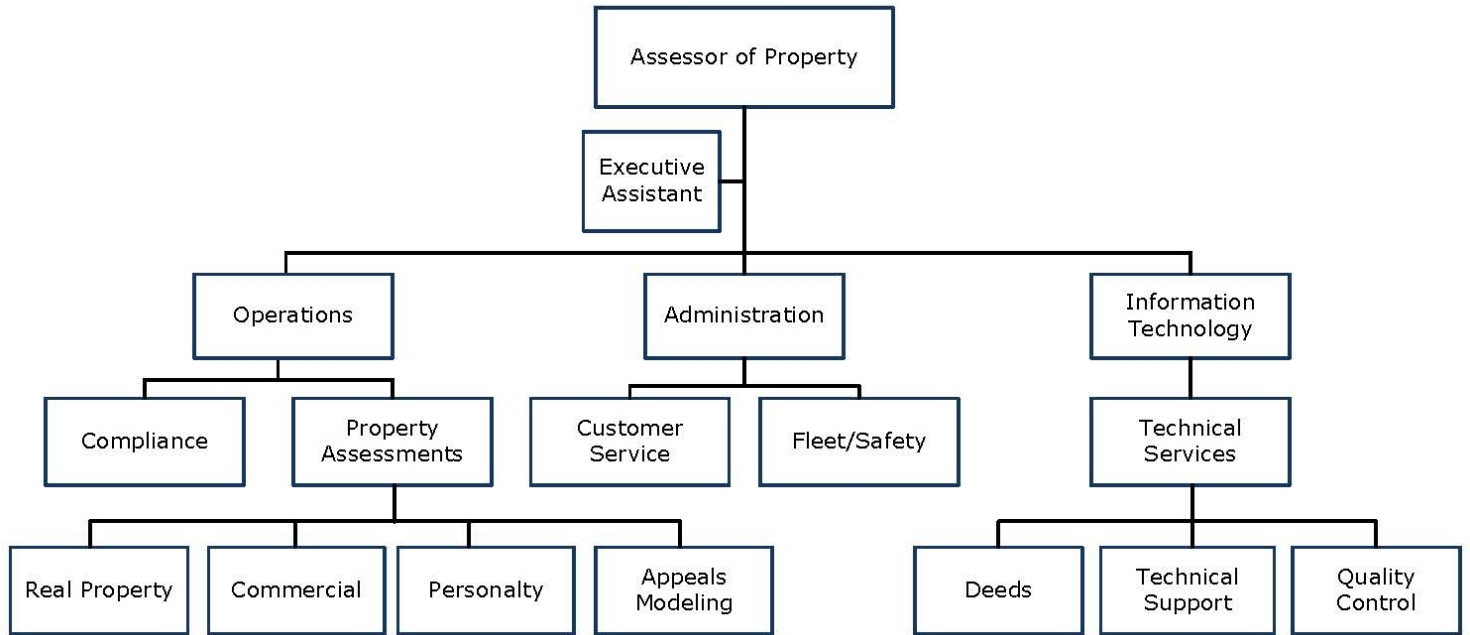 Assessor of Property
Executive
Assistant
Operations
Administration
Information
Technology
Compliance
Property
Assessments
Customer
Service
Fleet/Safety
Technical
Services
Real Property
Commercial
Personalty
Appeals
Modeling
Deeds
Technical
Support
Quality
Control